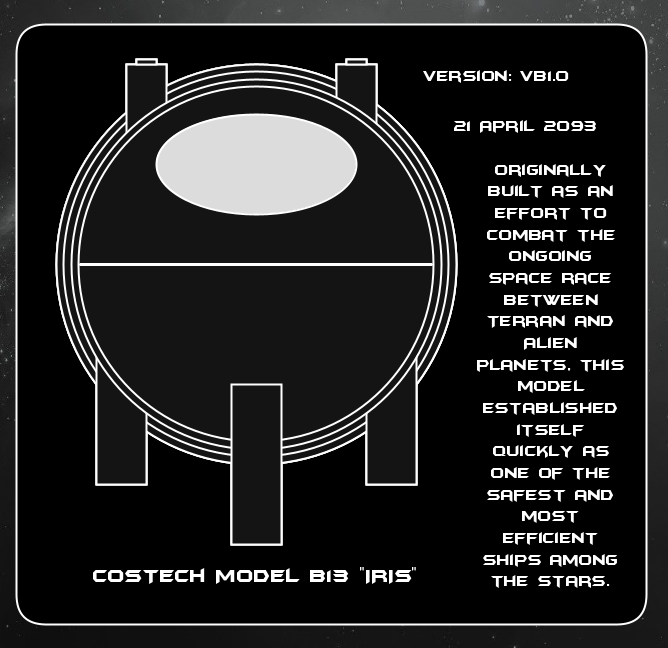 VERSION: VB1.0
21 APRIL 2093
ORIGINALLY
BUILT AS AN
EFFORT TO
COMBAT THE
ONGOING
SPACE RACE
BETWEEN
TERRAN AND
ALIEN
PLANETS. THIS
MODEL
ESTABLISHED
ITSELF
QUICKLY AS
ONE OF THE
SAFEST AND
MOST
EFFICIENT
SHIPS AMONG
THE STARS.
COSTECH MODEL B13 "IRIS"